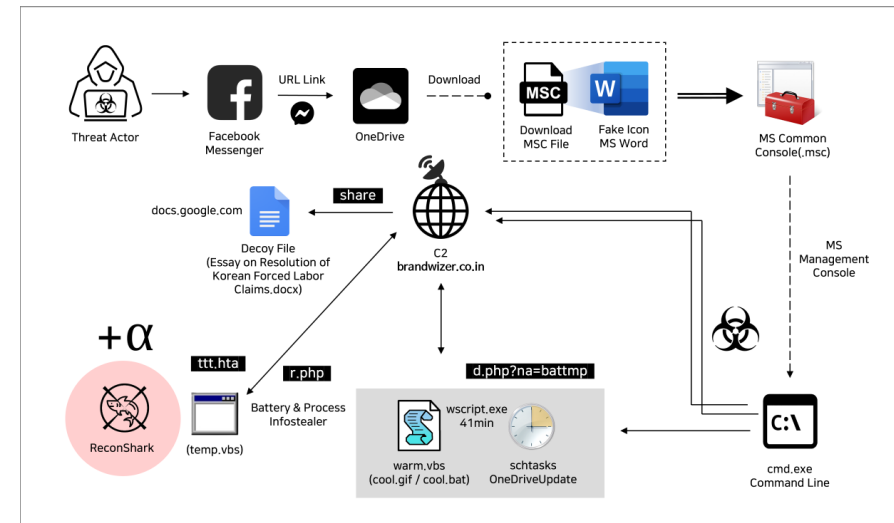 Threat Actor
Facebook
Messenger
URL Link
OneDrive
Download
MSC
W
Download
MSC File
Fake Icon
MS Word
MS Common
Console(.msc)
docs.google.com
share
Decoy File
(Essay on Resolution of
Korean Forced Labor
Claims.docx)
C2
brandwizer.co.in
MS
Management
Console
+α
ttt.hta
r.php
d.php?na=battmp
ReconShark
(temp.vbs)
Battery & Process
Infostealer
wscript.exe
41min
warm.vbs
(cool.gif / cool.bat)
schtasks
OneDriveUpdate
C:\
cmd.exe
Command Line